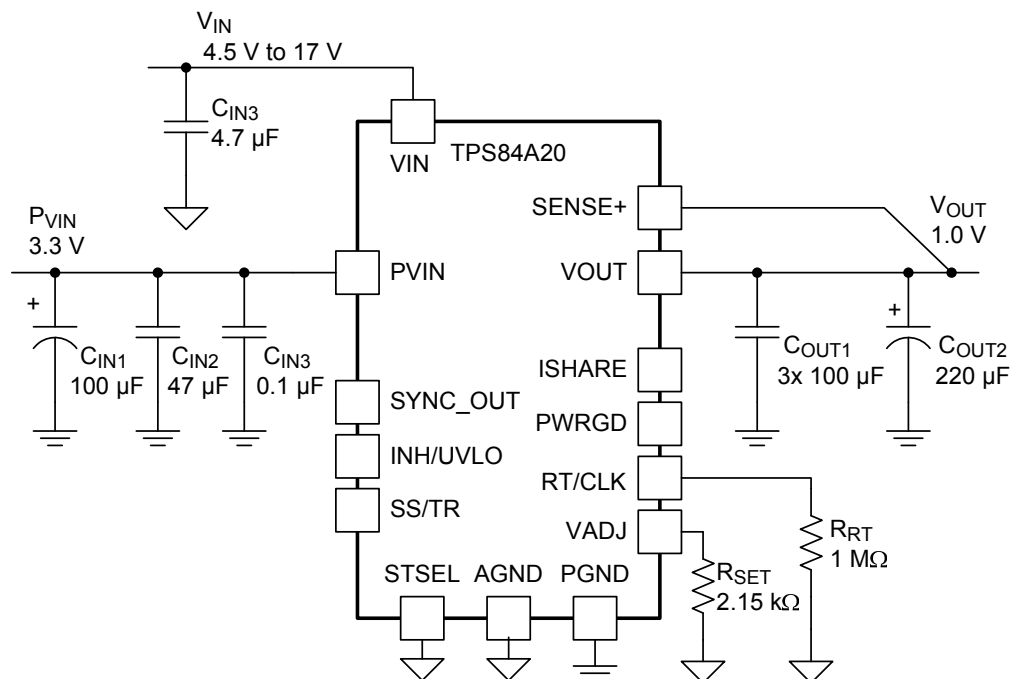 VIN
4.5 V to 17 V
CIN3
4.7 µF
VIN
TPS84A20
SENSE+
VOUT
1.0 V
PVIN
3.3 V
PVIN
VOUT
+
CIN1
100 µF
CIN2
47 µF
CIN3
0.1 µF
COUT1
3x 100 µF
+
COUT2
220 µF
ISHARE
SYNC_OUT
PWRGD
INH/UVLO
RT/CLK
SS/TR
VADJ
RRT
1 MΩ
RSET
2.15 kΩ
STSEL
AGND
PGND